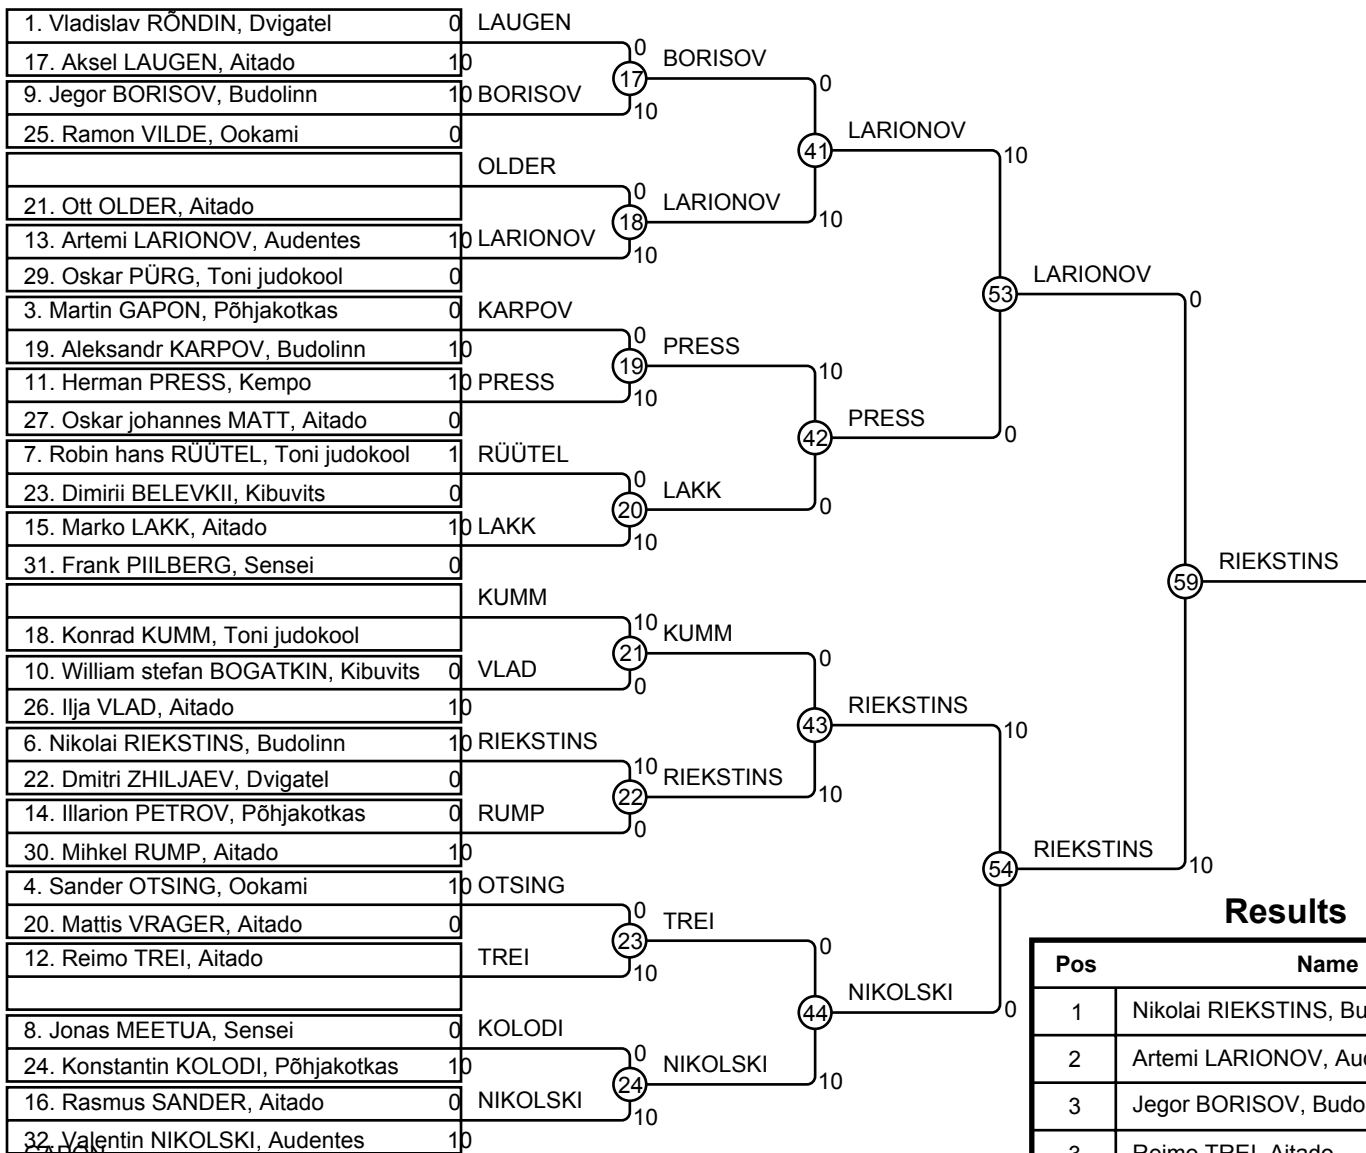 1. Vladislav RÕNDIN, Dvigatel 0 LAUGEN
0
17. Aksel LAUGEN, Aitado 10
17 BORISOV
9. Jegor BORISOV, Budolinn 10 BORISOV
0
10
25. Ramon VILDE, Ookami 0
41 LARIONOV
10
OLDER
0
21. Ott OLDER, Aitado
18 LARIONOV
10
13. Artemi LARIONOV, Audentes 10 LARIONOV
10
29. Oskar PÜRG, Toni judokool 0
53 LARIONOV
0
3. Martin GAPON, Põhjakotkas 0 KARPOV
0
19. Aleksandr KARPOV, Budolinn 10
19 PRESS
10
11. Herman PRESS, Kempo 10 PRESS
10
27. Oskar johannes MATT, Aitado 0
42 PRESS
0
7. Robin hans RÜÜTEL, Toni judokool 1 RÜÜTEL
0
23. Dimirii BELEVKII, Kibuvits 0
20 LAKK
0
15. Marko LAKK, Aitado 10 LAKK
10
31. Frank PIILBERG, Sensei 0
59 RIEKSTINS
KUMM
10
18. Konrad KUMM, Toni judokool
21 KUMM
0
10. William stefan BOGATKIN, Kibuvits 0 VLAD
0
26. Ilja VLAD, Aitado 10
43 RIEKSTINS
10
6. Nikolai RIEKSTINS, Budolinn 10 RIEKSTINS
10
22. Dmitri ZHILJAEV, Dvigatel 0
22 RIEKSTINS
10
14. Illarion PETROV, Põhjakotkas 0 RUMP
0
30. Mihkel RUMP, Aitado 10
54 RIEKSTINS
10
4. Sander OTSING, Ookami 10 OTSING
0
20. Mattis VRAGER, Aitado 0
23 TREI
0
12. Reimo TREI, Aitado TREI
10
44 NIKOLSKI
0
8. Jonas MEETUA, Sensei 0 KOLODI
0
24. Konstantin KOLODI, Põhjakotkas 10
24 NIKOLSKI
10
16. Rasmus SANDER, Aitado 0 NIKOLSKI
10
32. Valentin NIKOLSKI, Audentes 10
GAPON
Results
Pos Name
1 Nikolai RIEKSTINS, Bu
2 Artemi LARIONOV, Au
3 Jegor BORISOV, Budo
3 Reimo TREI, Aitado